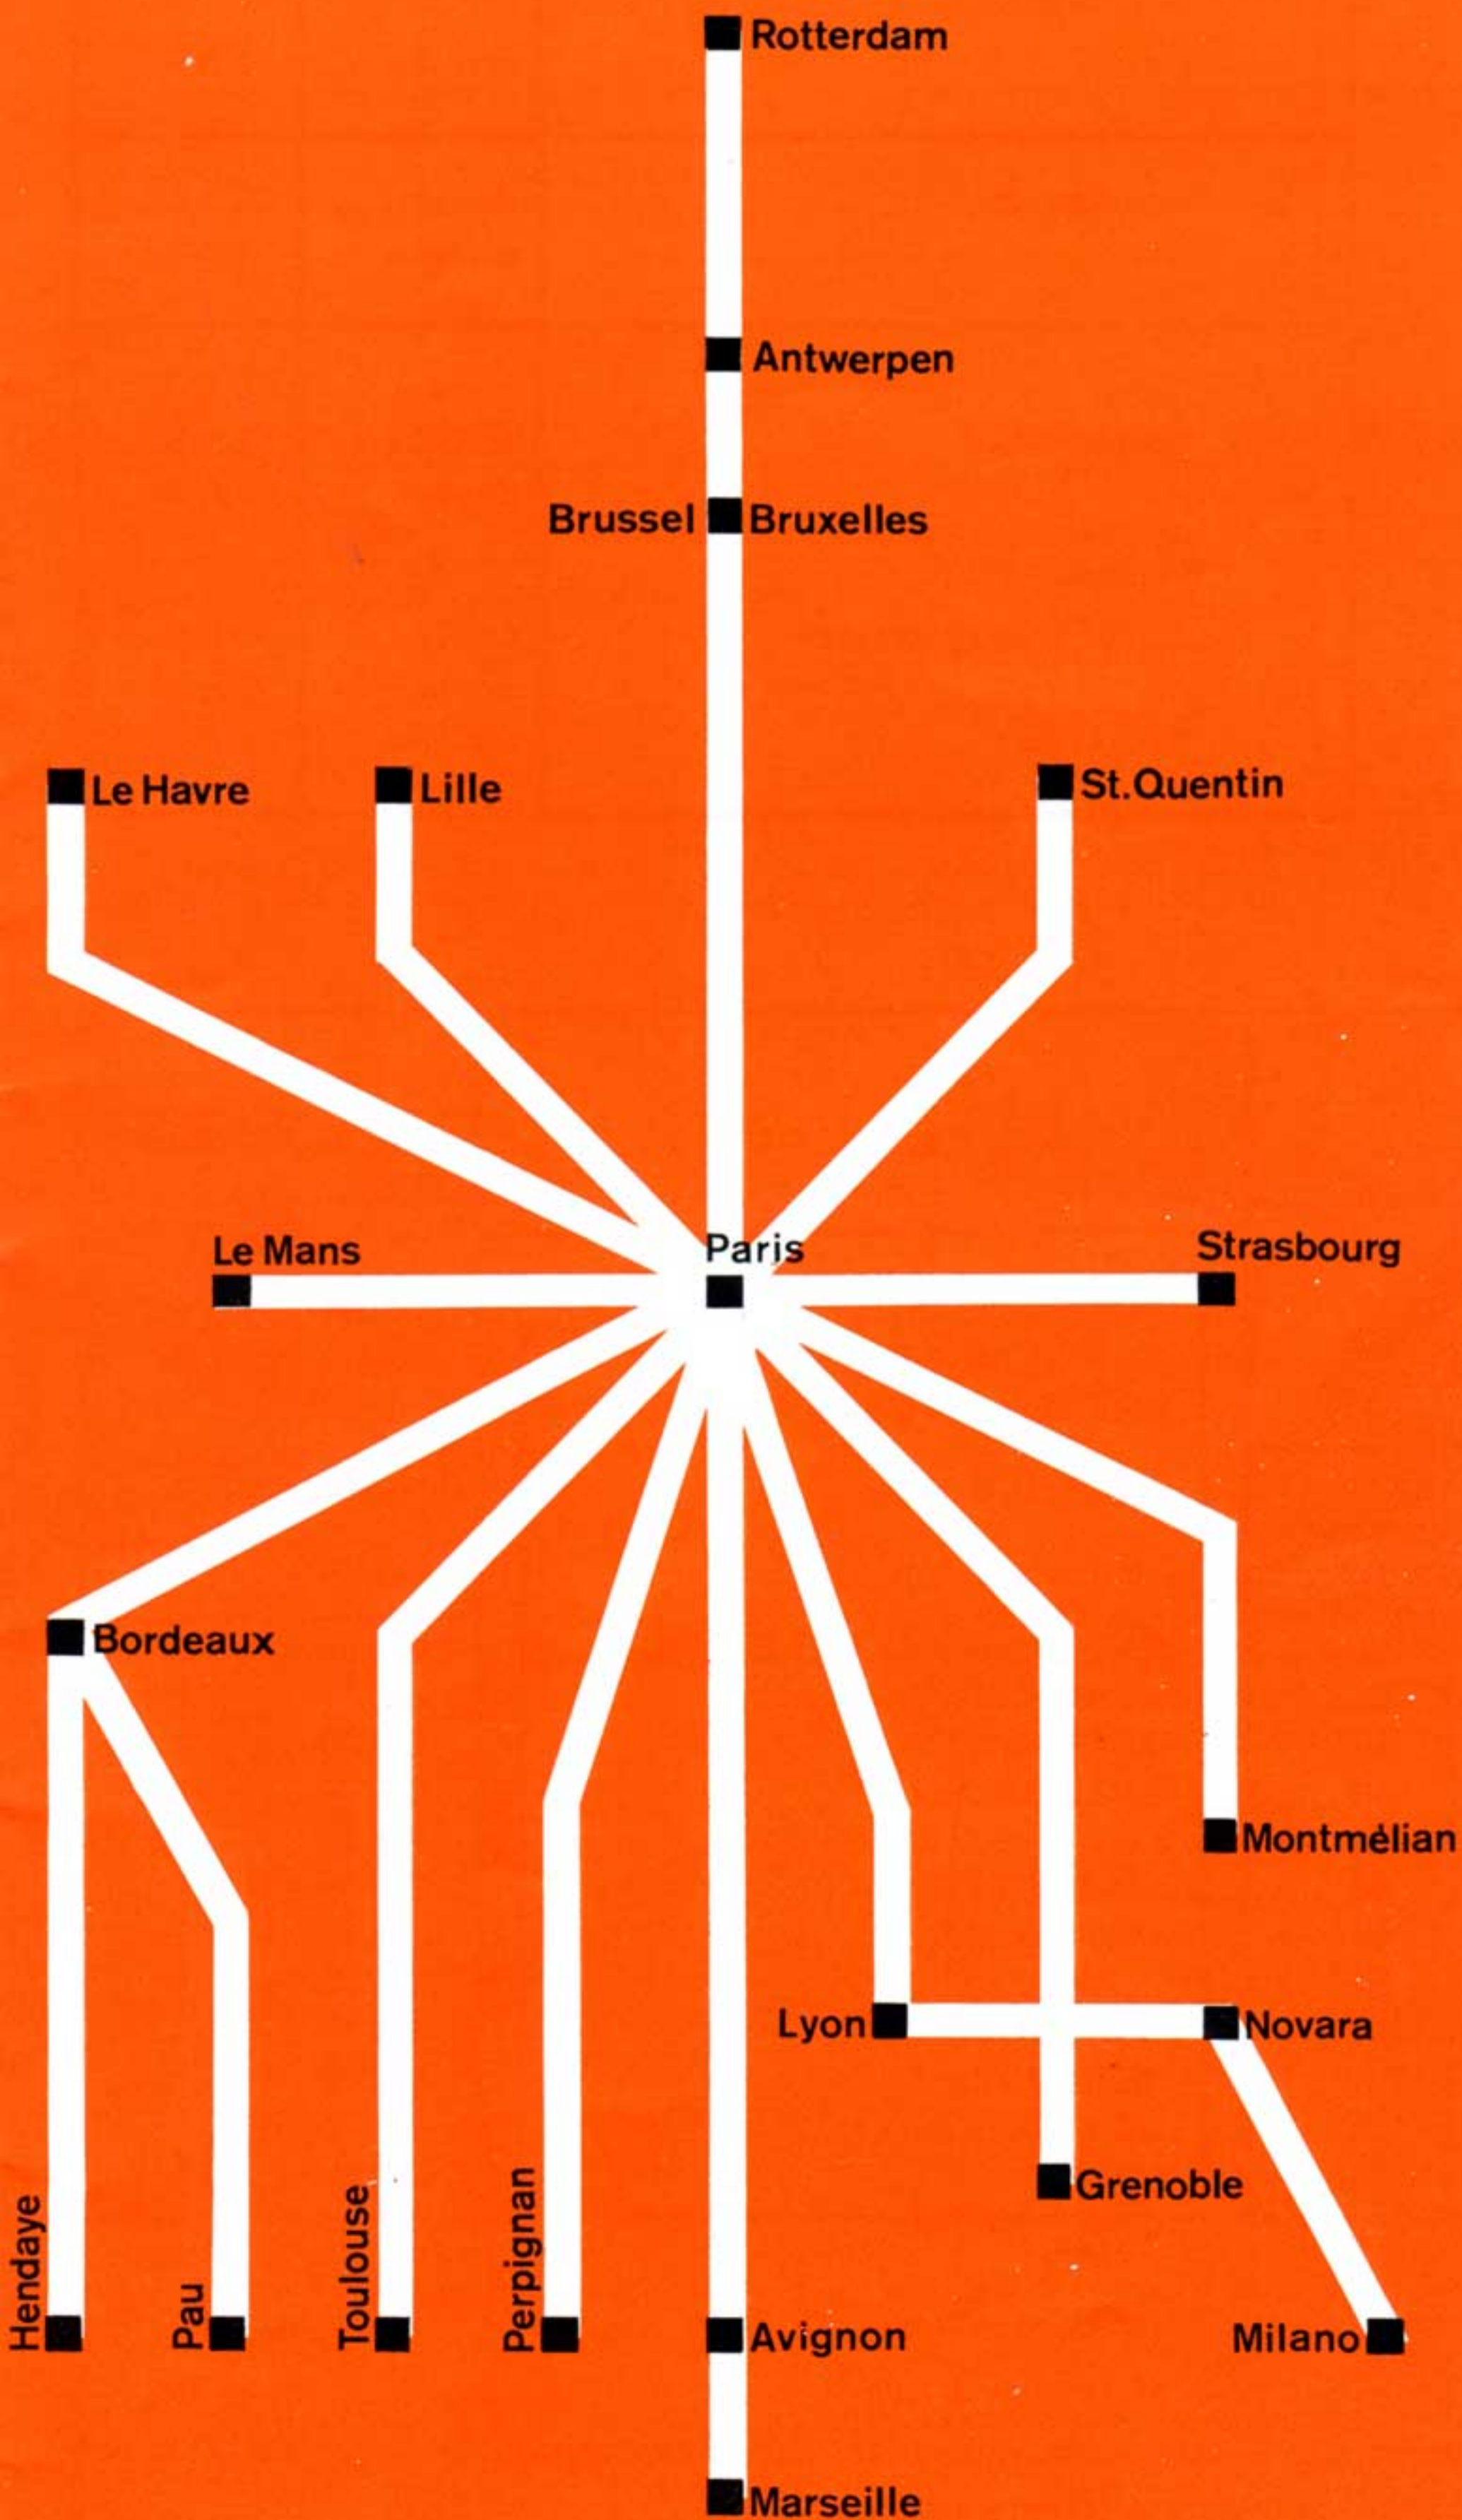 Rotterdam
Antwerpen
Brussel Bruxelles
Le Havre
Lille
St.Quentin
Le Mans
Paris
Strasbourg
Bordeaux
Montmélian
Lyon
Novara
Grenoble
Hendaye
Pau
Toulouse
Perpignan
Avignon
Milano
Marseille